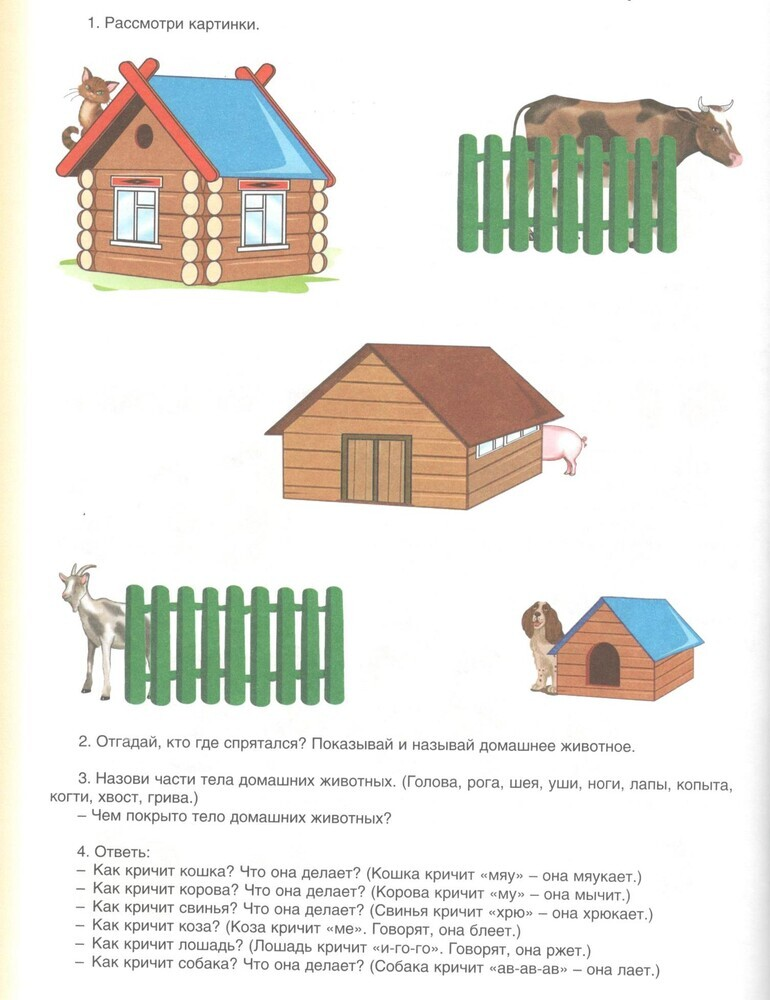 1. Рассмотри картинки.
2. Отгадай, кто где спрятался? Показывай и называй домашнее животное.
3. Назови части тела домашних животных. (Голова, рога, шея, уши, ноги, лапы, копыта,
когти, хвост, грива.)
– Чем покрыто тело домашних животных?
4. Ответь:
– Как кричит кошка? Что она делает? (Кошка кричит «мяу» – она мяукает.)
– Как кричит корова? Что она делает? (Корова кричит «му» – она мычит.)
– Как кричит свинья? Что она делает? (Свинья кричит «хрю» – она хрюкает.)
– Как кричит коза? (Коза кричит «ме». Говорят, она блеет.)
– Как кричит лошадь? (Лошадь кричит «и-го-го». Говорят, она ржет.)
– Как кричит собака? Что она делает? (Собака кричит «ав-ав-ав» – она лает.)